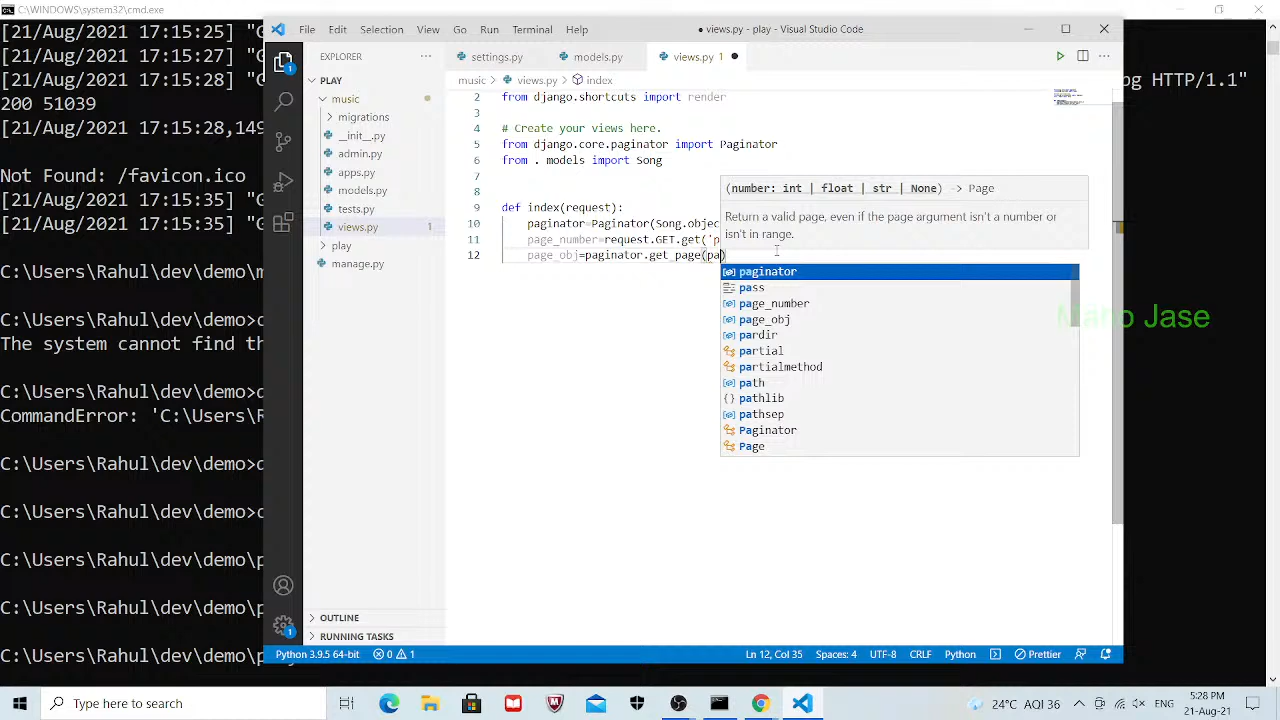 C:\WINDOWS\system32\cmd.exe
[21/Aug/2021 17:15:25] "G
[21/Aug/2021 17:15:27] "G
[21/Aug/2021 17:15:28] "G
og HTTP/1.1"
200 51039
[21/Aug/2021 17:15:28,149
Not Found: /favicon.ico
[21/Aug/2021 17:15:35] "G
[21/Aug/2021 17:15:35] "G
C:\Users\Rahul\dev\demo>m
C:\Users\Rahul\dev\demo>c
The system cannot find th
C:\Users\Rahul\dev\demo>d
CommandError: 'C:\Users\R
C:\Users\Rahul\dev\demo>c
C:\Users\Rahul\dev\demo>c
C:\Users\Rahul\dev\demo\p
C:\Users\Rahul\dev\demo\p
C:\Users\Rahul\dev\demo\p
File Edit Selection View Go Run Terminal Help
● views.py - play - Visual Studio Code
EXPLORER ...
PLAY
music
migrations
__init__.py
admin.py
apps.py
models.py
tests.py
views.py 1
play
manage.py
OUTLINE
RUNNING TASKS
settings.py models.py views.py 1
music > views.py > index
2 from django.shortcuts import render
3
4 # Create your views here.
5 from django.core.paginator import Paginator
6 from . models import Song
7
8
9 def index(request):
10 paginator=Paginator(Song.objec
11 page_number=request.GET.get('p
12 page_obj=paginator.get_page(pa)
(number: int | float | str | None) -> Page
Return a valid page, even if the page argument isn't a number or
isn't in range.
paginator
pass
page_number
page_obj
pardir
partial
partialmethod
path
pathlib
pathsep
Paginator
Page
Mano Jase
1
1
Python 3.9.5 64-bit 0 1 Ln 12, Col 35 Spaces: 4 UTF-8 CRLF Python Prettier
Type here to search
24°C AQI 36
5:28 PM
21-Aug-21